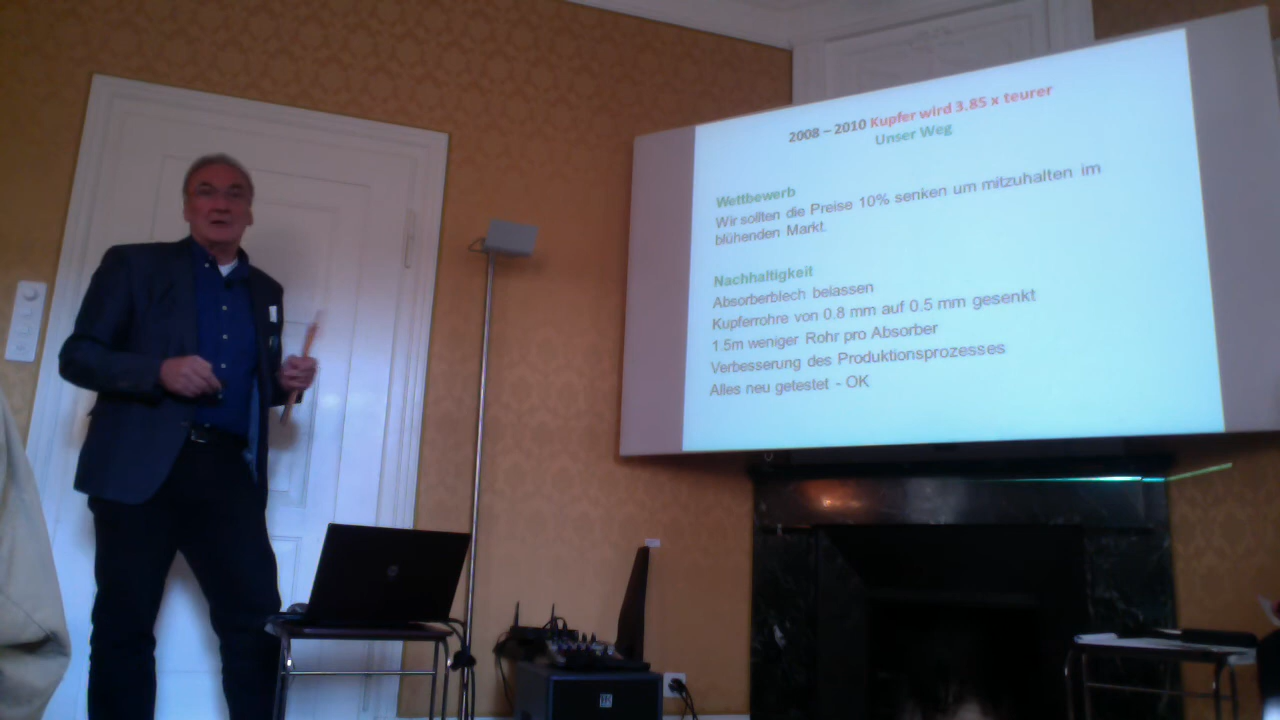 2008 – 2010 Kupfer wird 3.85 x teurer
Unser Weg
Wettbewerb
Wir sollten die Preise 10% senken um mitzuhalten im
blühenden Markt.
Nachhaltigkeit
Absorberblech belassen
Kupferrohre von 0.8 mm auf 0.5 mm gesenkt
1.5m weniger Rohr pro Absorber
Verbesserung des Produktionsprozesses
Alles neu getestet - OK